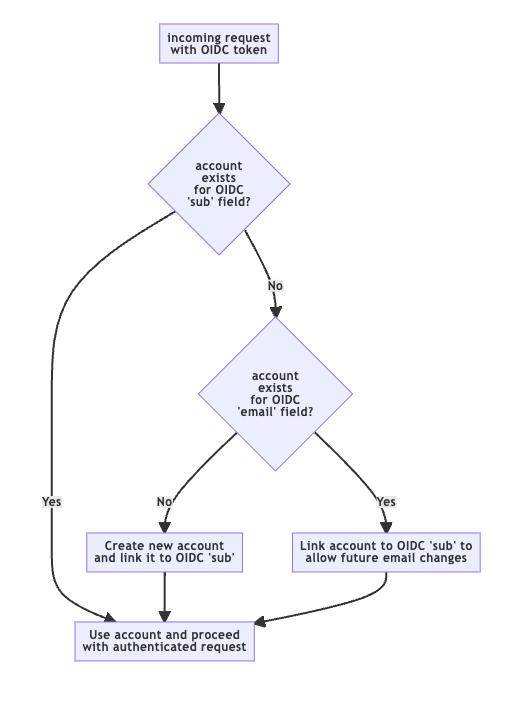 incoming request
with OIDC token
account
exists
for OIDC
'sub' field?
No
account
exists
for OIDC
'email' field?
Yes
No
Yes
Create new account
and link it to OIDC 'sub'
Link account to OIDC 'sub' to
allow future email changes
Use account and proceed
with authenticated request